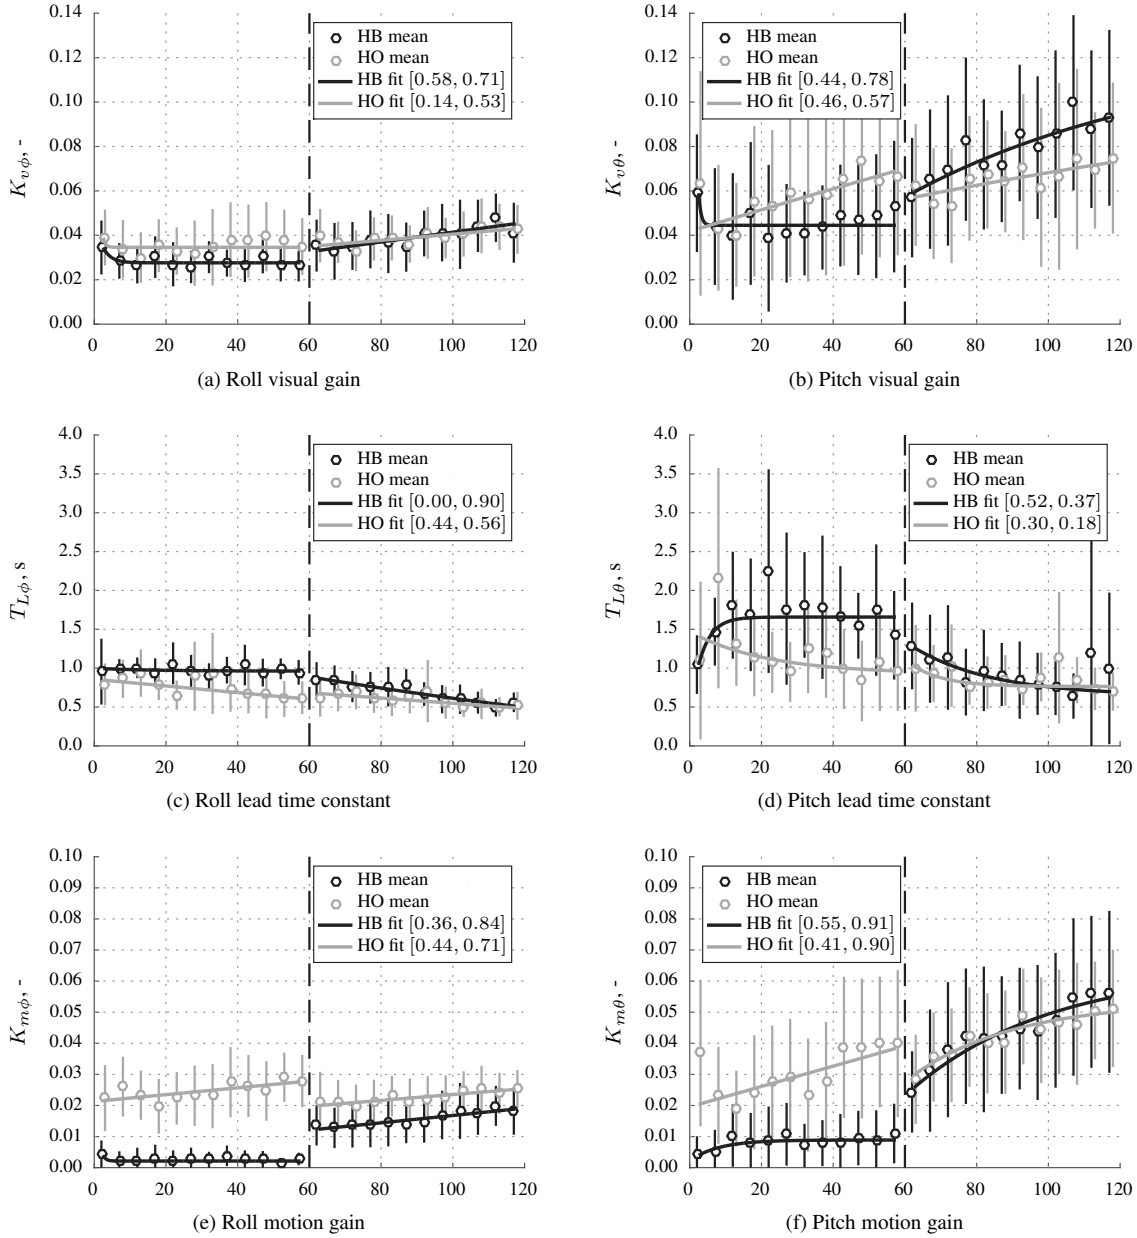 0.14
0.12
0.10
0.08
0.06
0.04
0.02
0.00
K_{vϕ}, -
HB mean
HO mean
HB fit [0.58, 0.71]
HO fit [0.14, 0.53]
0 20 40 60 80 100 120
(a) Roll visual gain
0.14
0.12
0.10
0.08
0.06
0.04
0.02
0.00
K_{vθ}, -
HB mean
HO mean
HB fit [0.44, 0.78]
HO fit [0.46, 0.57]
0 20 40 60 80 100 120
(b) Pitch visual gain
4.0
3.5
3.0
2.5
2.0
1.5
1.0
0.5
0.0
T_{Lϕ}, s
HB mean
HO mean
HB fit [0.00, 0.90]
HO fit [0.44, 0.56]
0 20 40 60 80 100 120
(c) Roll lead time constant
4.0
3.5
3.0
2.5
2.0
1.5
1.0
0.5
0.0
T_{Lθ}, s
HB mean
HO mean
HB fit [0.52, 0.37]
HO fit [0.30, 0.18]
0 20 40 60 80 100 120
(d) Pitch lead time constant
0.10
0.09
0.08
0.07
0.06
0.05
0.04
0.03
0.02
0.01
0.00
K_{mϕ}, -
HB mean
HO mean
HB fit [0.36, 0.84]
HO fit [0.44, 0.71]
0 20 40 60 80 100 120
(e) Roll motion gain
0.10
0.09
0.08
0.07
0.06
0.05
0.04
0.03
0.02
0.01
0.00
K_{mθ}, -
HB mean
HO mean
HB fit [0.55, 0.91]
HO fit [0.41, 0.90]
0 20 40 60 80 100 120
(f) Pitch motion gain